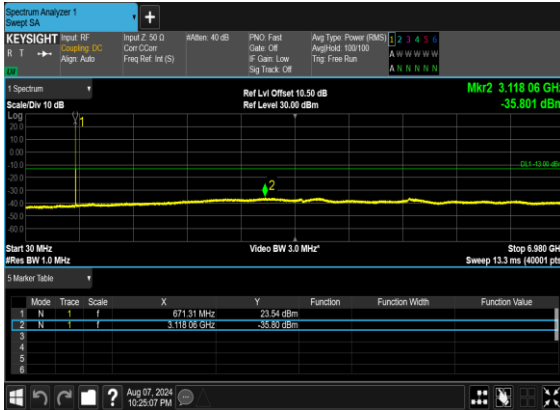 Spectrum Analyzer 1
Swept SA
+
KEYSIGHT Input: RF Input Z: 50 Ω #Atten: 40 dB PNO: Fast Avg Type: Power (RMS) 1 2 3 4 5 6
R T Coupling: DC Corr CCorr Gate: Off Avg|Hold: 100/100 A W W W W W
Align: Auto Freq Ref: Int (S) IF Gain: Low Trig: Free Run
Sig Track: Off A N N N N N
1 Spectrum Ref Lvl Offset 10.50 dB Mkr2 3.118 06 GHz
Scale/Div 10 dB Ref Level 30.00 dBm -35.801 dBm
Log
20.0 1
10.0
0.00
-10.0 DL1 -13.00 dBm
-20.0
-30.0 2
-40.0
-50.0
-60.0
Start 30 MHz Video BW 3.0 MHz* Stop 6.980 GHz
#Res BW 1.0 MHz Sweep 13.3 ms (40001 pts)
5 Marker Table
Mode Trace Scale X Y Function Function Width Function Value
1 N 1 f 671.31 MHz 23.54 dBm
2 N 1 f 3.118 06 GHz -35.80 dBm
3
4
5
6
? Aug 07, 2024
10:25:07 PM